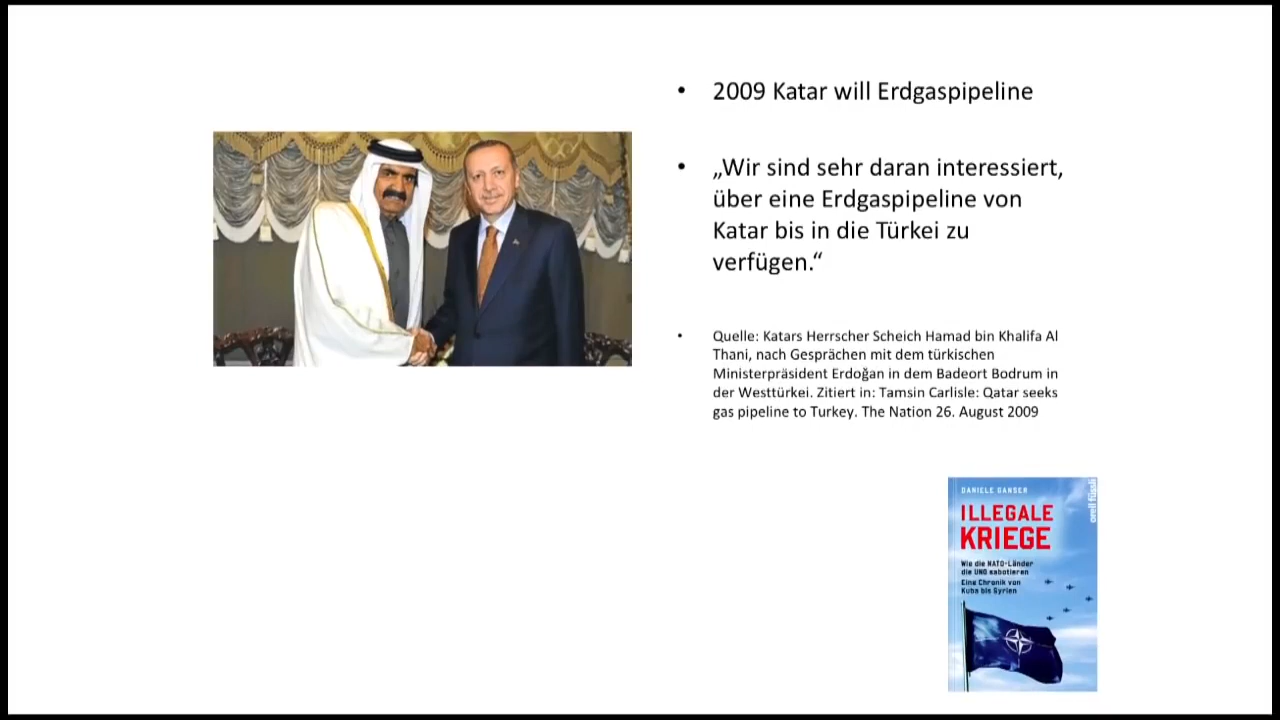 • 2009 Katar will Erdgaspipeline
• „Wir sind sehr daran interessiert,
über eine Erdgaspipeline von
Katar bis in die Türkei zu
verfügen.“
• Quelle: Katars Herrscher Scheich Hamad bin Khalifa Al
Thani, nach Gesprächen mit dem türkischen
Ministerpräsident Erdoğan in dem Badeort Bodrum in
der Westtürkei. Zitiert in: Tamsin Carlisle: Qatar seeks
gas pipeline to Turkey. The Nation 26. August 2009
DANIELE GANSER
orell füssli
ILLEGALE
KRIEGE
Wie die NATO-Länder
die UNO sabotieren
Eine Chronik von
Kuba bis Syrien